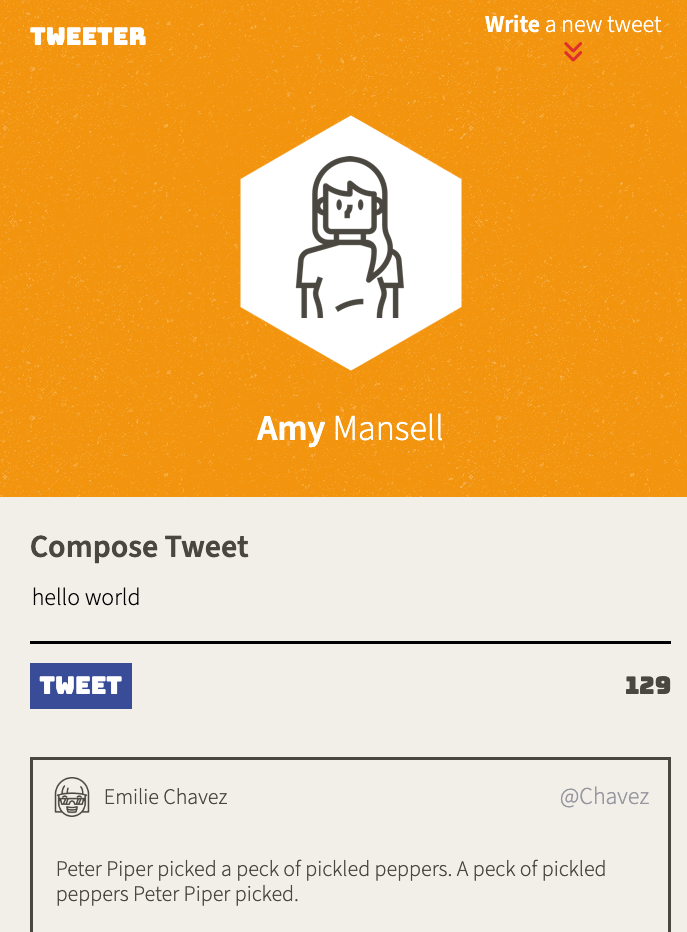 TWEETER
Write a new tweet
Amy Mansell
Compose Tweet
hello world
TWEET
129
Emilie Chavez
@Chavez
Peter Piper picked a peck of pickled peppers. A peck of pickled
peppers Peter Piper picked.